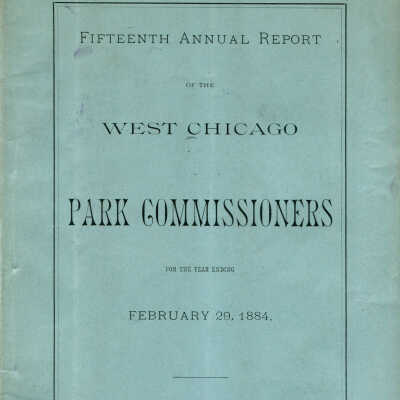 FIFTEENTH ANNUAL REPORT
OF THE
WEST CHICAGO
PARK COMMISSIONERS
FOR THE YEAR ENDING
FEBRUARY 29, 1884.